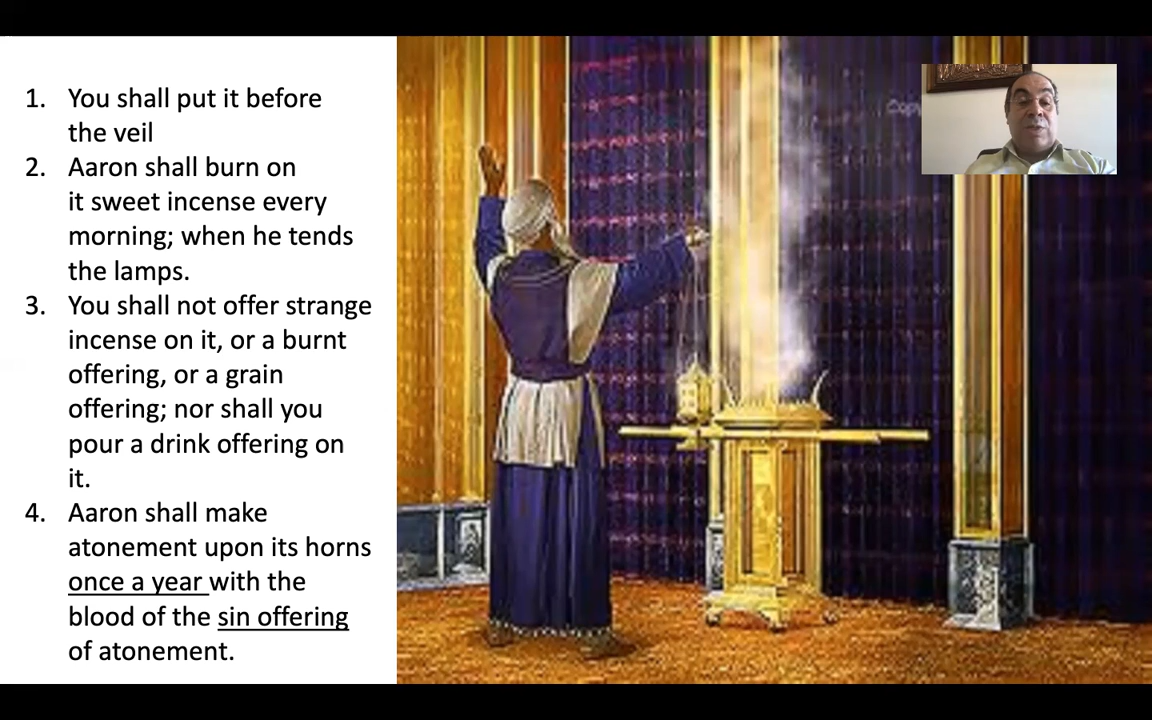 1. You shall put it before
the veil
2. Aaron shall burn on
it sweet incense every
morning; when he tends
the lamps.
3. You shall not offer strange
incense on it, or a burnt
offering, or a grain
offering; nor shall you
pour a drink offering on
it.
4. Aaron shall make
atonement upon its horns
once a year with the
blood of the sin offering
of atonement.